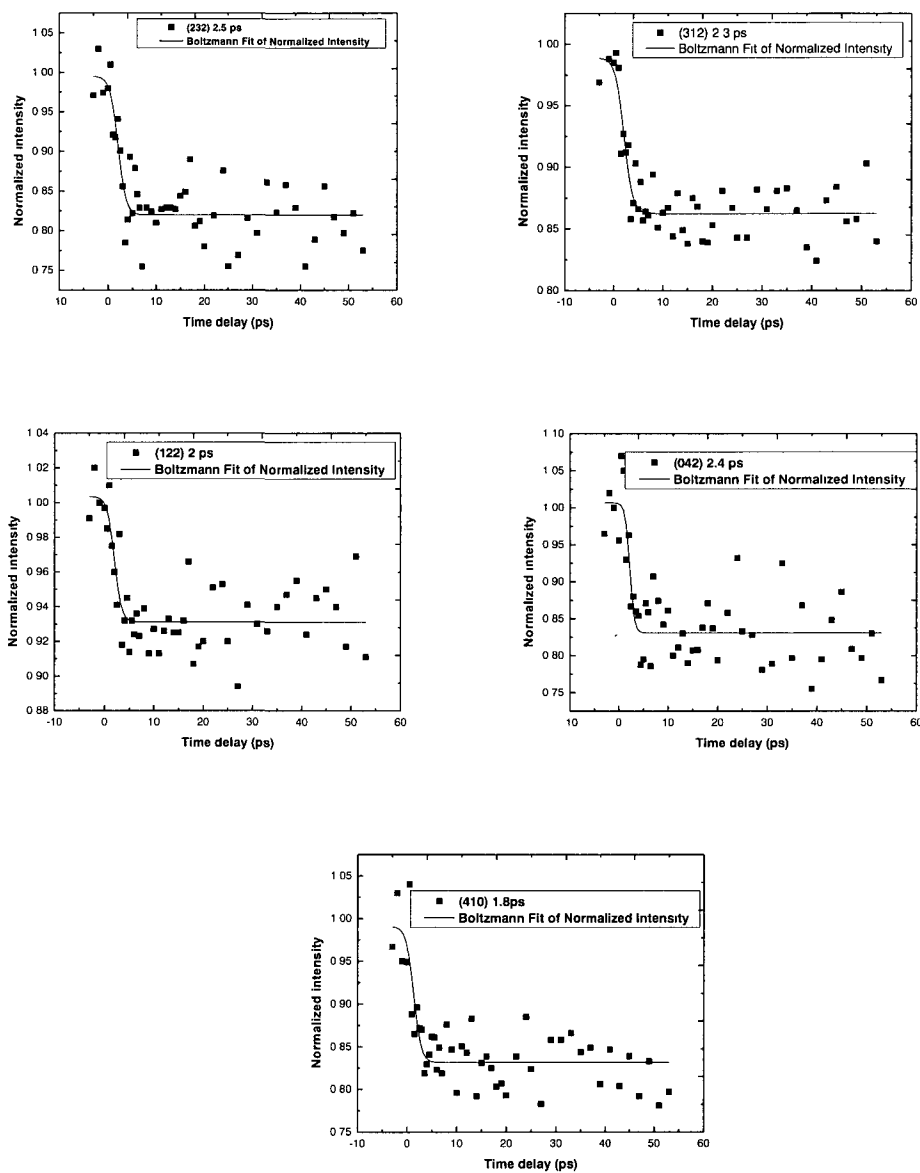 (232) 2.5 ps
Boltzmann Fit of Normalized Intensity
1.05
1 00
0 95
0 90
0 85
0 80
0 75
Normalized intensity
10 0 10 20 30 40 50 60
Time delay (ps)
(312) 2 3 ps
Boltzmann Fit of Normalized Intensity
1.00
0.95
0 90
0.85
0 80
Normalized intensity
-10 0 10 20 30 40 50 60
Time delay (ps)
(122) 2 ps
Boltzmann Fit of Normalized Intensity
1 04
1.02
1.00
0 98
0 96
0.94
0.92
0 88
Normalized intensity
-10 0 10 20 30 40 50 60
Time delay (ps)
(042) 2.4 ps
Boltzmann Fit of Normalized Intensity
1.10
1.05
1.00
0.95
0.90
0.85
0.80
0.75
Normalized intensity
10 0 10 20 30 40 50 60
Time delay (ps)
(410) 1.8ps
Boltzmann Fit of Normalized Intensity
1 05
1 00
0 95
0 90
0.85
0 80
0 75
Normalized intensity
-10 0 10 20 30 40 50 60
Time delay (ps)